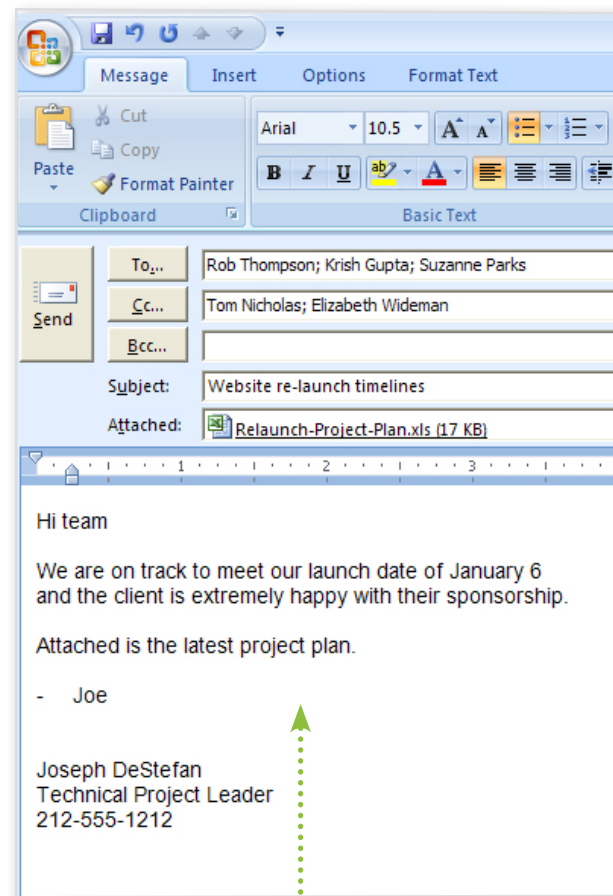 Message Insert Options Format Text
Cut
Copy
Paste
Format Painter
Arial 10.5 A A
B I U ab A
Clipboard Basic Text
To... Rob Thompson; Krish Gupta; Suzanne Parks
Send
Cc... Tom Nicholas; Elizabeth Wideman
Bcc...
Subject: Website re-launch timelines
Attached: Relaunch-Project-Plan.xls (17 KB)
1 2 3
Hi team
We are on track to meet our launch date of January 6
and the client is extremely happy with their sponsorship.
Attached is the latest project plan.
- Joe
Joseph DeStefan
Technical Project Leader
212-555-1212